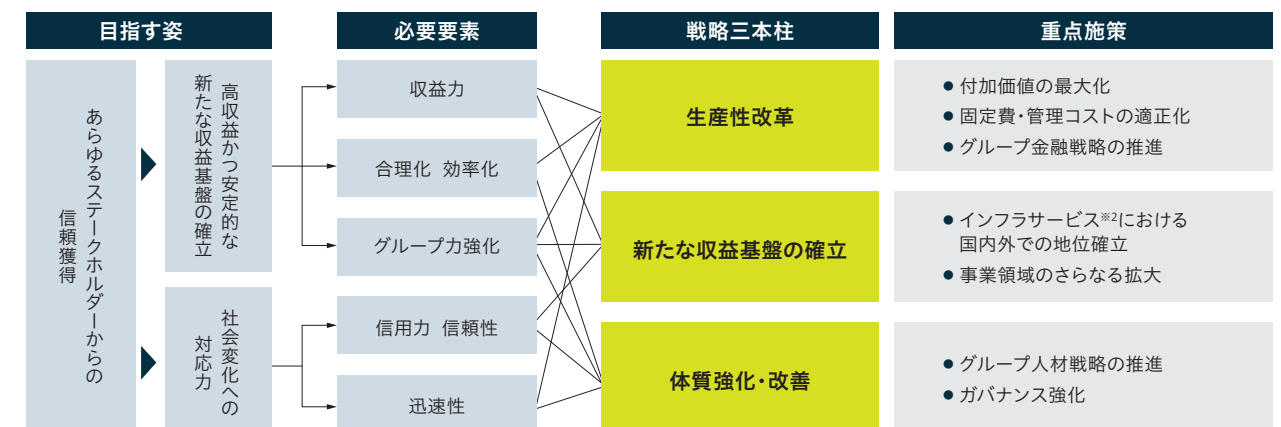 目指す姿
必要要素
戦略三本柱
重点施策
あらゆるステークホルダーからの
信頼獲得
高収益かつ安定的な
新たな収益基盤の確立
社会変化への
対応力
収益力
合理化 効率化
グループ力強化
信用力 信頼性
迅速性
生産性改革
新たな収益基盤の確立
体質強化・改善
● 付加価値の最大化
● 固定費・管理コストの適正化
● グループ金融戦略の推進
● インフラサービス※2における
国内外での地位確立
● 事業領域のさらなる拡大
● グループ人材戦略の推進
● ガバナンス強化